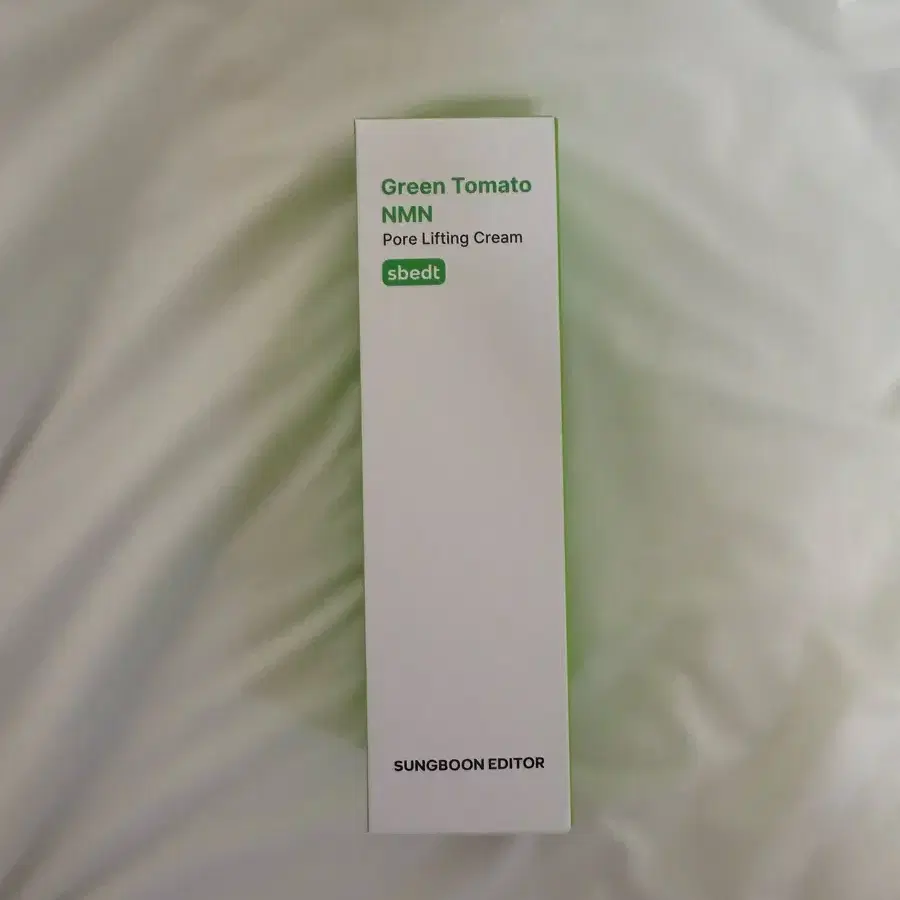 Green Tomato
NMN
Pore Lifting Cream
sbedt
SUNGBOON EDITOR